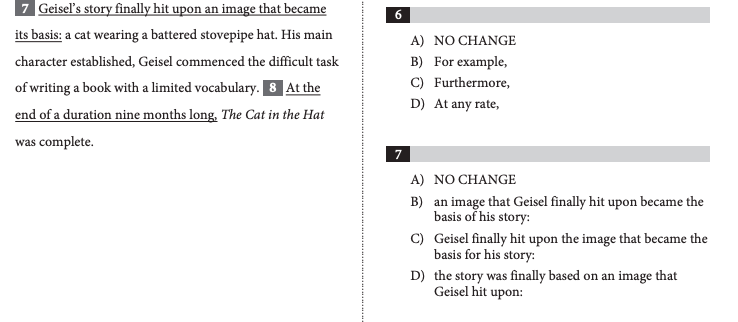 7 Geisel's story finally hit upon an image that became
its basis: a cat wearing a battered stovepipe hat. His main
character established, Geisel commenced the difficult task
of writing a book with a limited vocabulary. 8 At the
end of a duration nine months long, The Cat in the Hat
was complete.
6
A) NO CHANGE
B) For example,
C) Furthermore,
D) At any rate,
7
A) NO CHANGE
B) an image that Geisel finally hit upon became the
basis of his story:
C) Geisel finally hit upon the image that became the
basis for his story:
D) the story was finally based on an image that
Geisel hit upon: